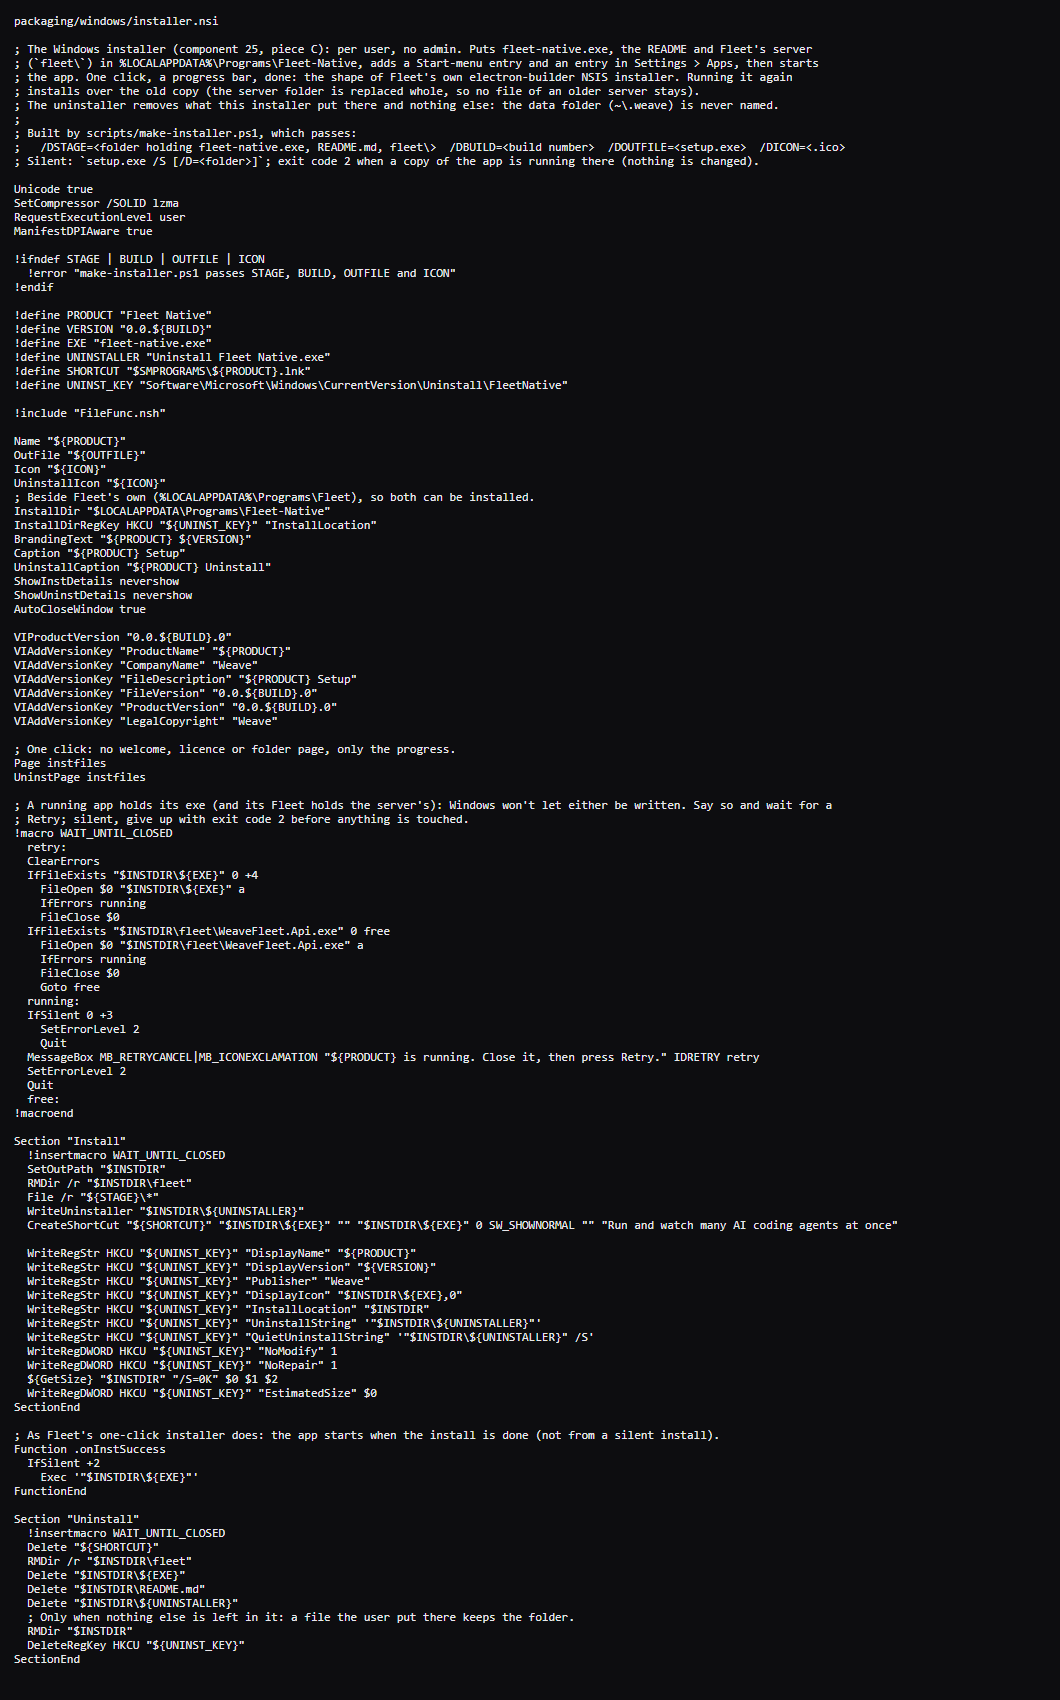 packaging/windows/installer.nsi
; The Windows installer (component 25, piece C): per user, no admin. Puts fleet-native.exe, the README and Fleet's server
; (`fleet\`) in %LOCALAPPDATA%\Programs\Fleet-Native, adds a Start-menu entry and an entry in Settings > Apps, then starts
; the app. One click, a progress bar, done: the shape of Fleet's own electron-builder NSIS installer. Running it again
; installs over the old copy (the server folder is replaced whole, so no file of an older server stays).
; The uninstaller removes what this installer put there and nothing else: the data folder (~\.weave) is never named.
;
; Built by scripts/make-installer.ps1, which passes:
;   /DSTAGE=<folder holding fleet-native.exe, README.md, fleet\>  /DBUILD=<build number>  /DOUTFILE=<setup.exe>  /DICON=<.ico>
; Silent: `setup.exe /S [/D=<folder>]`; exit code 2 when a copy of the app is running there (nothing is changed).
Unicode true
SetCompressor /SOLID lzma
RequestExecutionLevel user
ManifestDPIAware true
!ifndef STAGE | BUILD | OUTFILE | ICON
  !error "make-installer.ps1 passes STAGE, BUILD, OUTFILE and ICON"
!endif
!define PRODUCT "Fleet Native"
!define VERSION "0.0.${BUILD}"
!define EXE "fleet-native.exe"
!define UNINSTALLER "Uninstall Fleet Native.exe"
!define SHORTCUT "$SMPROGRAMS\${PRODUCT}.lnk"
!define UNINST_KEY "Software\Microsoft\Windows\CurrentVersion\Uninstall\FleetNative"
!include "FileFunc.nsh"
Name "${PRODUCT}"
OutFile "${OUTFILE}"
Icon "${ICON}"
UninstallIcon "${ICON}"
; Beside Fleet's own (%LOCALAPPDATA%\Programs\Fleet), so both can be installed.
InstallDir "$LOCALAPPDATA\Programs\Fleet-Native"
InstallDirRegKey HKCU "${UNINST_KEY}" "InstallLocation"
BrandingText "${PRODUCT} ${VERSION}"
Caption "${PRODUCT} Setup"
UninstallCaption "${PRODUCT} Uninstall"
ShowInstDetails nevershow
ShowUninstDetails nevershow
AutoCloseWindow true
VIProductVersion "0.0.${BUILD}.0"
VIAddVersionKey "ProductName" "${PRODUCT}"
VIAddVersionKey "CompanyName" "Weave"
VIAddVersionKey "FileDescription" "${PRODUCT} Setup"
VIAddVersionKey "FileVersion" "0.0.${BUILD}.0"
VIAddVersionKey "ProductVersion" "0.0.${BUILD}.0"
VIAddVersionKey "LegalCopyright" "Weave"
; One click: no welcome, licence or folder page, only the progress.
Page instfiles
UninstPage instfiles
; A running app holds its exe (and its Fleet holds the server's): Windows won't let either be written. Say so and wait for a
; Retry; silent, give up with exit code 2 before anything is touched.
!macro WAIT_UNTIL_CLOSED
  retry:
  ClearErrors
  IfFileExists "$INSTDIR\${EXE}" 0 +4
    FileOpen $0 "$INSTDIR\${EXE}" a
    IfErrors running
    FileClose $0
  IfFileExists "$INSTDIR\fleet\WeaveFleet.Api.exe" 0 free
    FileOpen $0 "$INSTDIR\fleet\WeaveFleet.Api.exe" a
    IfErrors running
    FileClose $0
    Goto free
  running:
  IfSilent 0 +3
    SetErrorLevel 2
    Quit
  MessageBox MB_RETRYCANCEL|MB_ICONEXCLAMATION "${PRODUCT} is running. Close it, then press Retry." IDRETRY retry
  SetErrorLevel 2
  Quit
  free:
!macroend
Section "Install"
  !insertmacro WAIT_UNTIL_CLOSED
  SetOutPath "$INSTDIR"
  RMDir /r "$INSTDIR\fleet"
  File /r "${STAGE}\*"
  WriteUninstaller "$INSTDIR\${UNINSTALLER}"
  CreateShortCut "${SHORTCUT}" "$INSTDIR\${EXE}" "" "$INSTDIR\${EXE}" 0 SW_SHOWNORMAL "" "Run and watch many AI coding agents at once"
  WriteRegStr HKCU "${UNINST_KEY}" "DisplayName" "${PRODUCT}"
  WriteRegStr HKCU "${UNINST_KEY}" "DisplayVersion" "${VERSION}"
  WriteRegStr HKCU "${UNINST_KEY}" "Publisher" "Weave"
  WriteRegStr HKCU "${UNINST_KEY}" "DisplayIcon" "$INSTDIR\${EXE},0"
  WriteRegStr HKCU "${UNINST_KEY}" "InstallLocation" "$INSTDIR"
  WriteRegStr HKCU "${UNINST_KEY}" "UninstallString" '"$INSTDIR\${UNINSTALLER}"'
  WriteRegStr HKCU "${UNINST_KEY}" "QuietUninstallString" '"$INSTDIR\${UNINSTALLER}" /S'
  WriteRegDWORD HKCU "${UNINST_KEY}" "NoModify" 1
  WriteRegDWORD HKCU "${UNINST_KEY}" "NoRepair" 1
  ${GetSize} "$INSTDIR" "/S=0K" $0 $1 $2
  WriteRegDWORD HKCU "${UNINST_KEY}" "EstimatedSize" $0
SectionEnd
; As Fleet's one-click installer does: the app starts when the install is done (not from a silent install).
Function .onInstSuccess
  IfSilent +2
    Exec '"$INSTDIR\${EXE}"'
FunctionEnd
Section "Uninstall"
  !insertmacro WAIT_UNTIL_CLOSED
  Delete "${SHORTCUT}"
  RMDir /r "$INSTDIR\fleet"
  Delete "$INSTDIR\${EXE}"
  Delete "$INSTDIR\README.md"
  Delete "$INSTDIR\${UNINSTALLER}"
  ; Only when nothing else is left in it: a file the user put there keeps the folder.
  RMDir "$INSTDIR"
  DeleteRegKey HKCU "${UNINST_KEY}"
SectionEnd